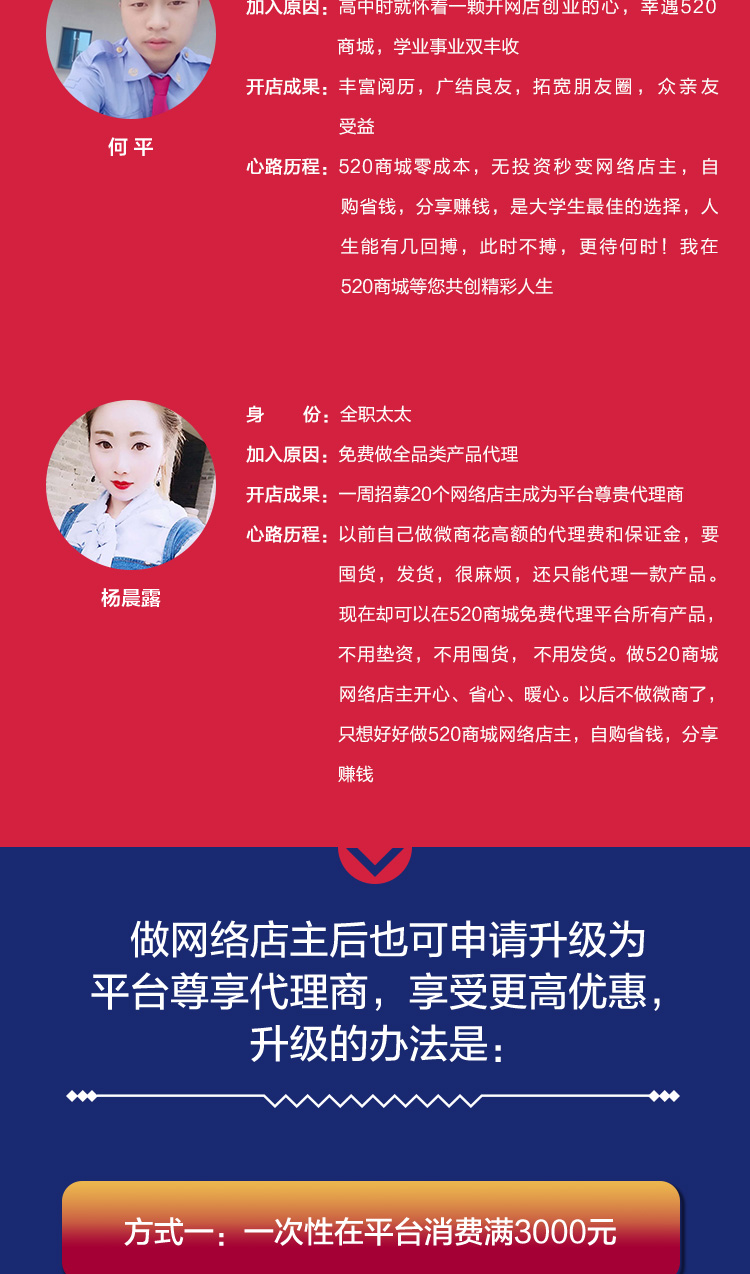 加入原因：高中时就怀着一颗开网店创业的心，幸遇520
商城，学业事业双丰收
开店成果：丰富阅历，广结良友，拓宽朋友圈，众亲友
受益
何 平
心路历程：520商城零成本，无投资秒变网络店主，自
购省钱，分享赚钱，是大学生最佳的选择，人
生能有几回搏，此时不搏，更待何时！我在
520商城等您共创精彩人生
身 份：全职太太
加入原因：免费做全品类产品代理
开店成果：一周招募20个网络店主成为平台尊贵代理商
心路历程：以前自己做微商花高额的代理费和保证金，要
囤货，发货，很麻烦，还只能代理一款产品。
杨晨露
现在却可以在520商城免费代理平台所有产品，
不用垫资，不用囤货， 不用发货。做520商城
网络店主开心、省心、暖心。以后不做微商了，
只想好好做520商城网络店主，自购省钱，分享
赚钱
做网络店主后也可申请升级为
平台尊享代理商，享受更高优惠，
升级的办法是：
方式一：一次性在平台消费满3000元